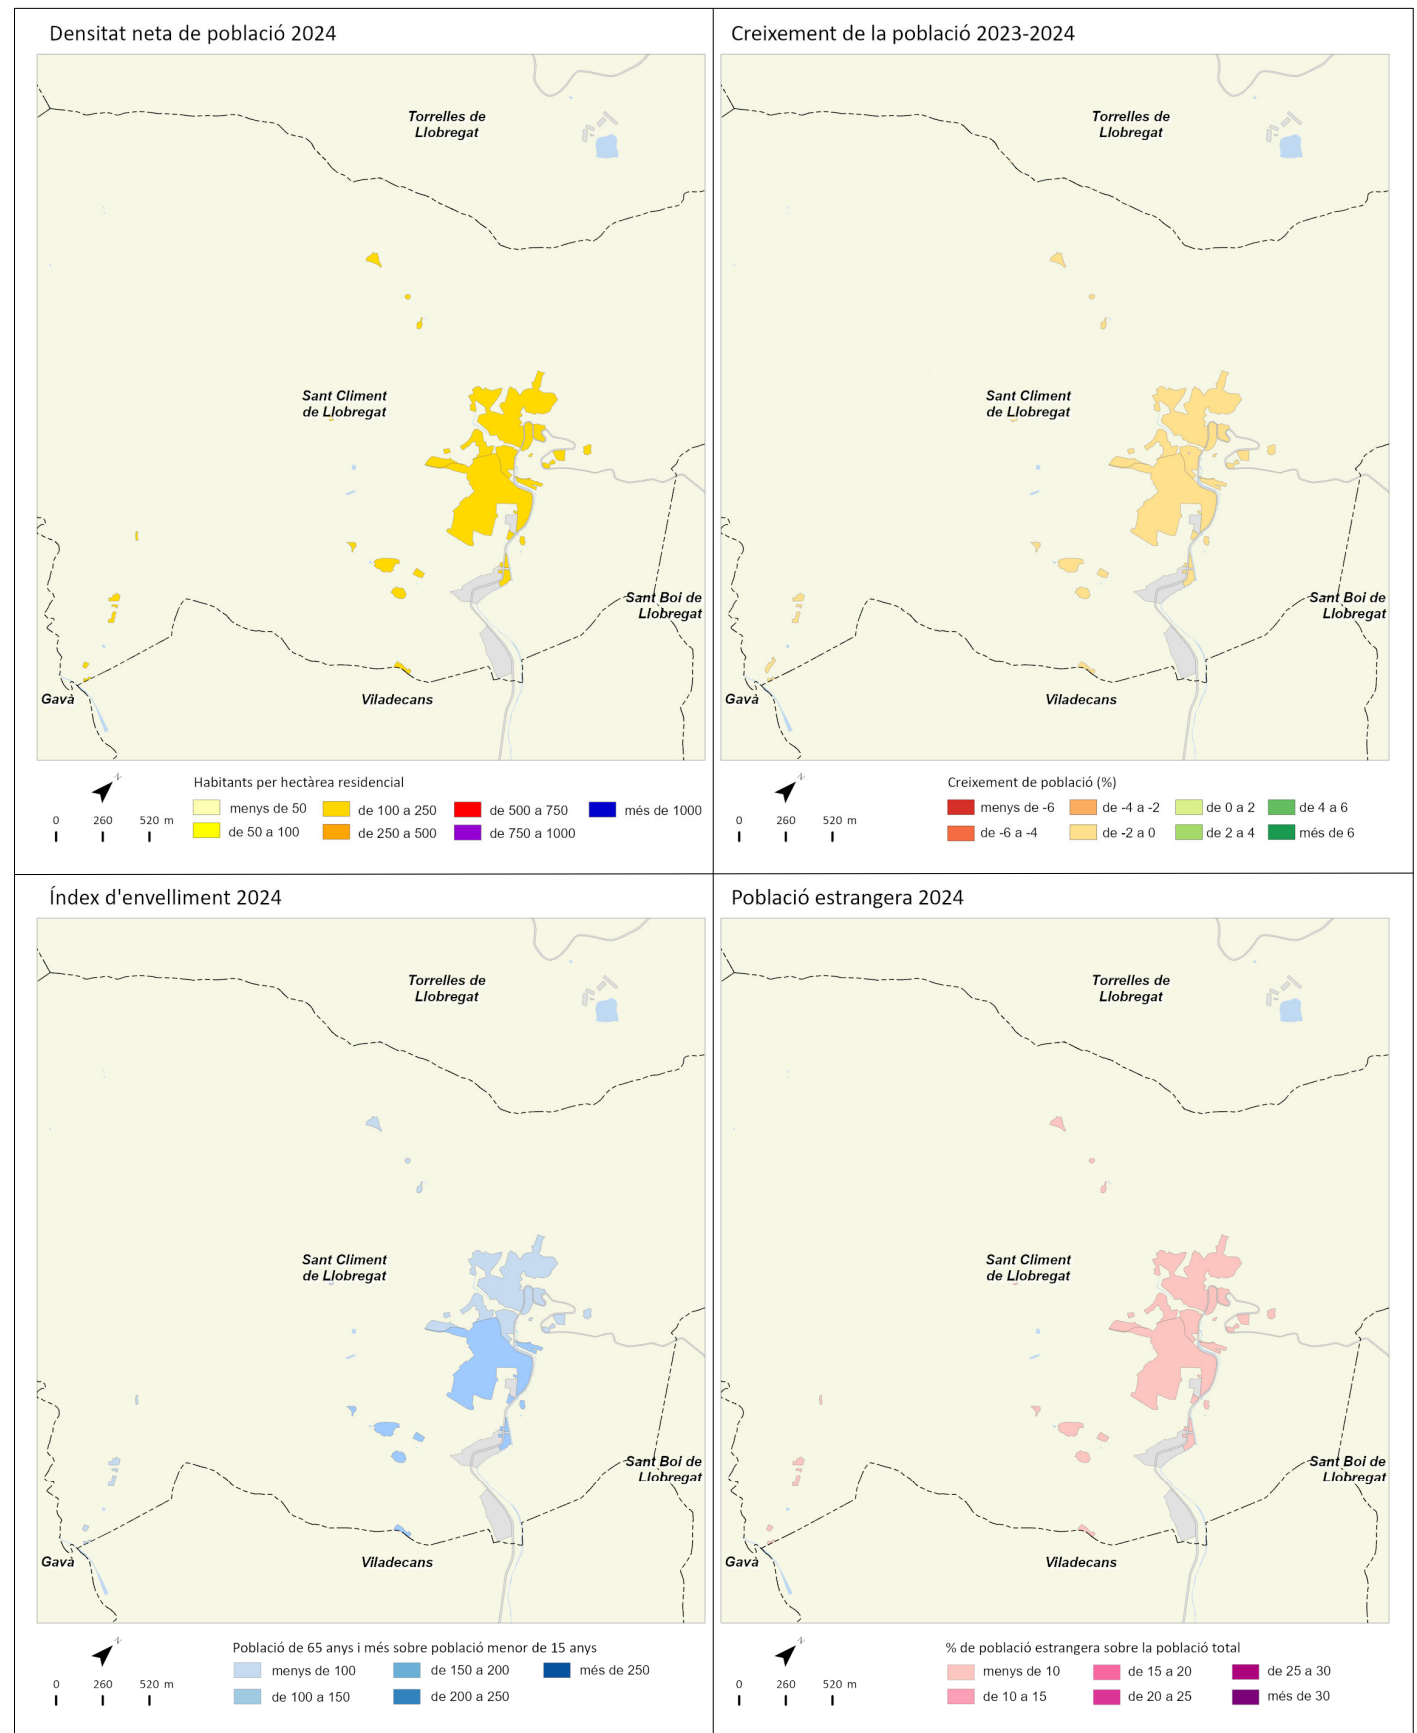 Densitat neta de població 2024
Torrelles de
Llobregat
Sant Climent
de Llobregat
Sant Boi de
Llobregat
Gavà
Viladecans
N
0 260 520 m
Habitants per hectàrea residencial
menys de 50
de 100 a 250
de 500 a 750
més de 1000
de 50 a 100
de 250 a 500
de 750 a 1000
Creixement de la població 2023-2024
Torrelles de
Llobregat
Sant Climent
de Llobregat
Sant Boi de
Llobregat
Gavà
Viladecans
N
0 260 520 m
Creixement de població (%)
menys de -6
de -4 a -2
de 0 a 2
de 4 a 6
de -6 a -4
de -2 a 0
de 2 a 4
més de 6
Índex d'envelliment 2024
Torrelles de
Llobregat
Sant Climent
de Llobregat
Sant Boi de
Llobregat
Gavà
Viladecans
N
0 260 520 m
Població de 65 anys i més sobre població menor de 15 anys
menys de 100
de 150 a 200
més de 250
de 100 a 150
de 200 a 250
Població estrangera 2024
Torrelles de
Llobregat
Sant Climent
de Llobregat
Sant Boi de
Llobregat
Gavà
Viladecans
N
0 260 520 m
% de població estrangera sobre la població total
menys de 10
de 15 a 20
de 25 a 30
de 10 a 15
de 20 a 25
més de 30